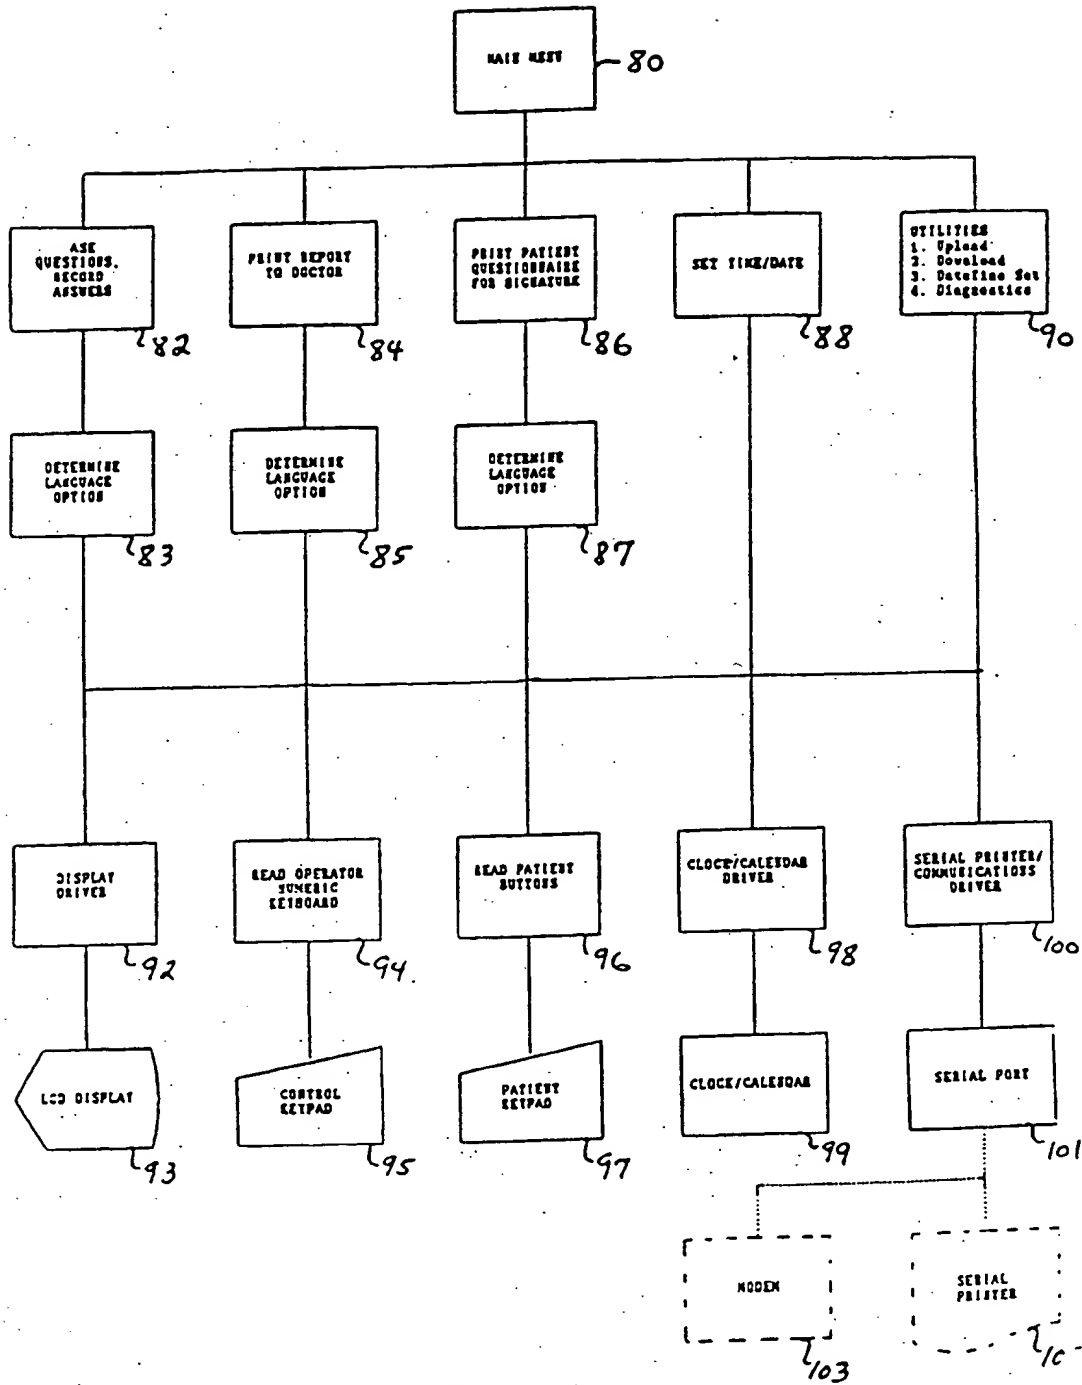 MAIN MENU
80
ASK
QUESTIONS,
RECORD
ANSWERS
82
PRINT REPORT
TO DOCTOR
84
PRINT PATIENT
QUESTIONNAIRE
FOR SIGNATURE
86
SET TIME/DATE
88
UTILITIES
1. Upload
2. Download
3. Date/Time Set
4. Diagnostics
90
DETERMINE
LANGUAGE
OPTION
83
DETERMINE
LANGUAGE
OPTION
85
DETERMINE
LANGUAGE
OPTION
87
DISPLAY
DRIVER
92
READ OPERATOR
NUMERIC
KEYBOARD
94
READ PATIENT
BUTTONS
96
CLOCK/CALENDAR
DRIVER
98
SERIAL PRINTER/
COMMUNICATIONS
DRIVER
100
LCD DISPLAY
93
CONTROL
KEYPAD
95
PATIENT
KEYPAD
97
CLOCK/CALENDAR
99
SERIAL PORT
101
MODEM
103
SERIAL
PRINTER